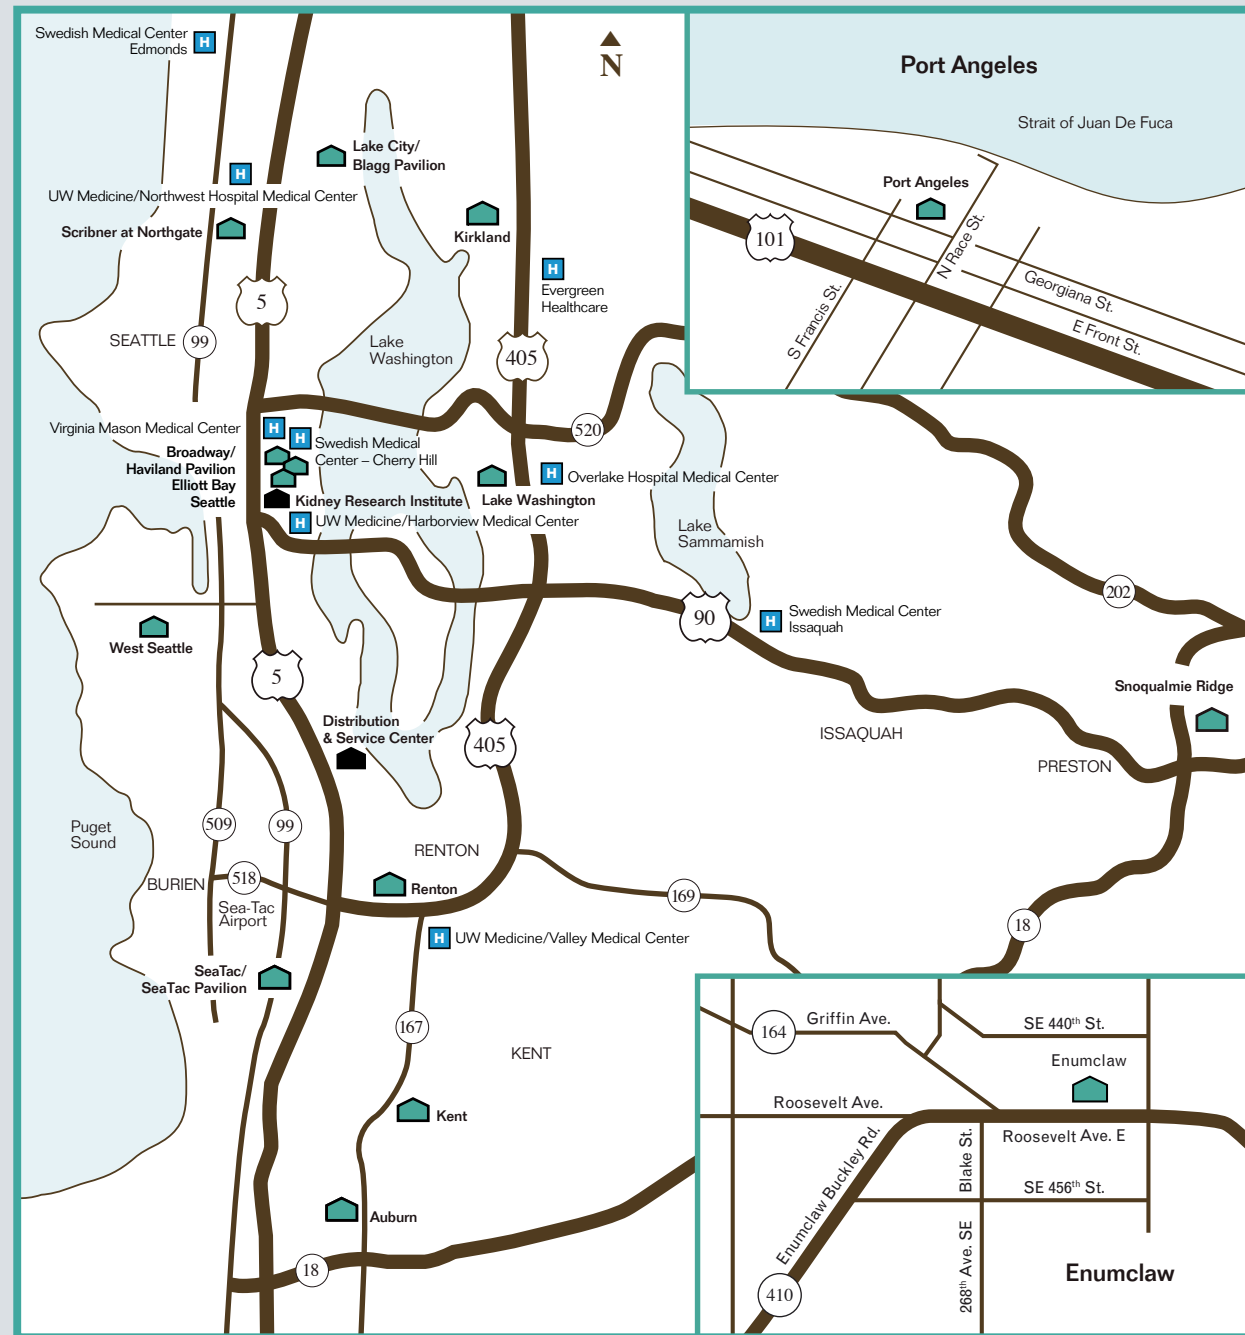 Swedish Medical Center
Edmonds
H
N
Port Angeles
Strait of Juan De Fuca
Lake City/
Blagg Pavilion
H
UW Medicine/Northwest Hospital Medical Center
Scribner at Northgate
Kirkland
Port Angeles
101
N Race St.
S Francis St.
Georgiana St.
E Front St.
H
Evergreen
Healthcare
5
SEATTLE
99
Lake
Washington
405
520
Virginia Mason Medical Center
H
H
Swedish Medical
Center – Cherry Hill
Broadway/
Haviland Pavilion
Elliott Bay
Seattle
Kidney Research Institute
Lake Washington
H
Overlake Hospital Medical Center
H
UW Medicine/Harborview Medical Center
Lake
Sammamish
202
90
H
Swedish Medical Center
Issaquah
West Seattle
5
Snoqualmie Ridge
Distribution
& Service Center
405
ISSAQUAH
PRESTON
Puget
Sound
509
99
RENTON
BURIEN
518
Renton
169
Sea-Tac
Airport
18
H
UW Medicine/Valley Medical Center
SeaTac/
SeaTac Pavilion
167
KENT
Kent
Auburn
18
164
Griffin Ave.
SE 440th St.
Enumclaw
Roosevelt Ave.
Roosevelt Ave. E
Enumclaw Buckley Rd.
Blake St.
SE 456th St.
268th Ave. SE
Enumclaw
410